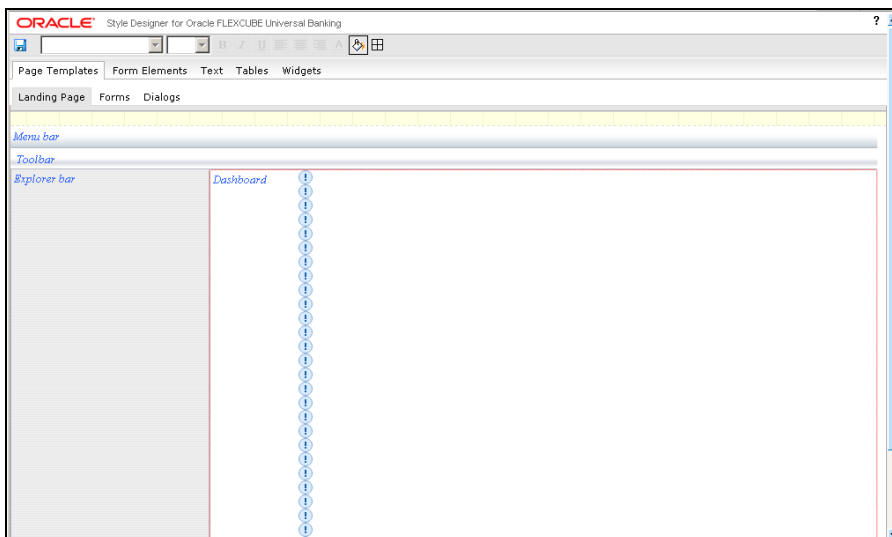 ORACLE® Style Designer for Oracle FLEXCUBE Universal Banking ?
B I U A
Page Templates Form Elements Text Tables Widgets
Landing Page Forms Dialogs
Menu bar
Toolbar
Explorer bar Dashboard